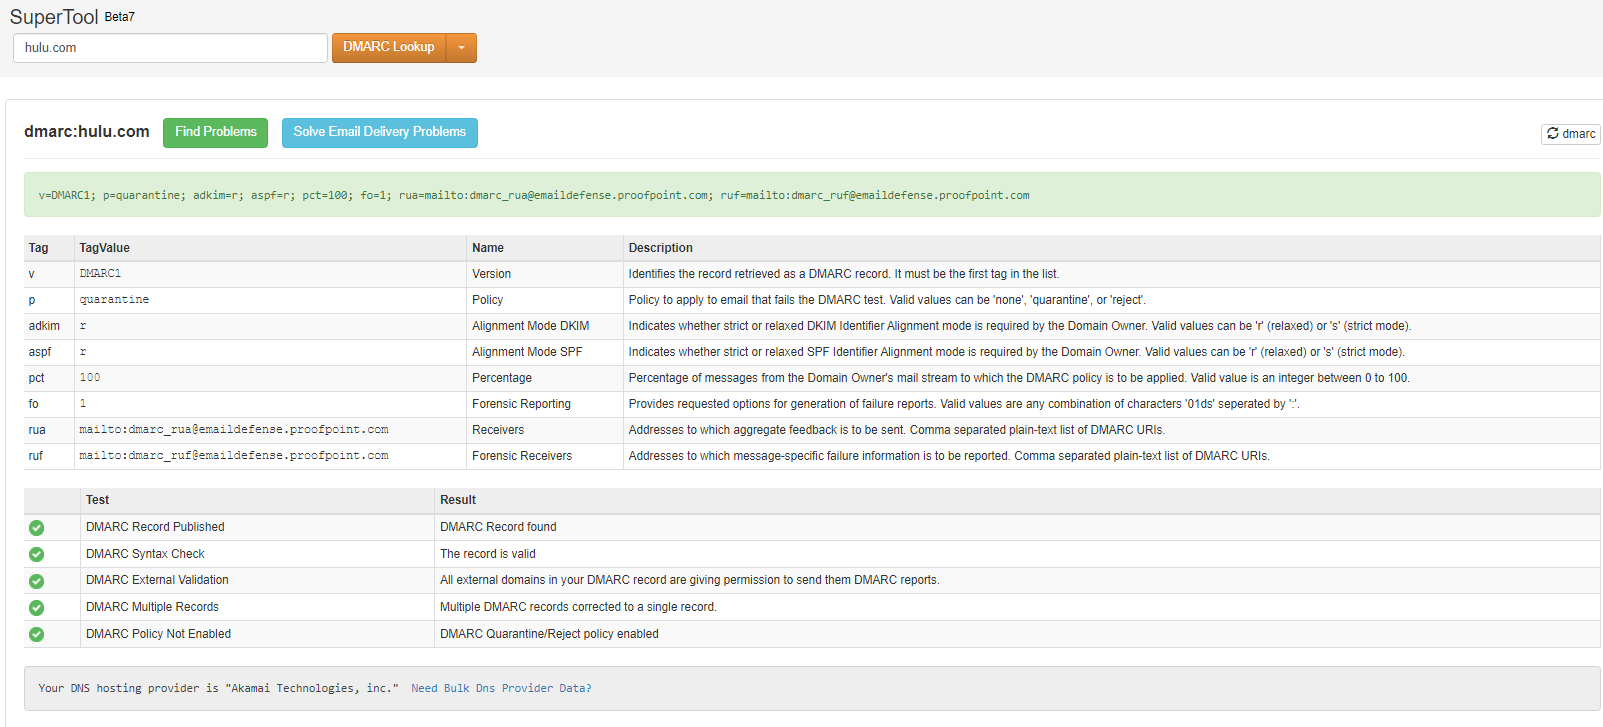 SuperTool Beta7
hulu.com DMARC Lookup
dmarc:hulu.com Find Problems Solve Email Delivery Problems dmarc
v=DMARC1; p=quarantine; adkim=r; aspf=r; pct=100; fo=1; rua=mailto:dmarc_rua@emaildefense.proofpoint.com; ruf=mailto:dmarc_ruf@emaildefense.proofpoint.com
Tag TagValue Name Description
v DMARC1 Version Identifies the record retrieved as a DMARC record. It must be the first tag in the list.
p quarantine Policy Policy to apply to email that fails the DMARC test. Valid values can be 'none', 'quarantine', or 'reject'.
adkim r Alignment Mode DKIM Indicates whether strict or relaxed DKIM Identifier Alignment mode is required by the Domain Owner. Valid values can be 'r' (relaxed) or 's' (strict mode).
aspf r Alignment Mode SPF Indicates whether strict or relaxed SPF Identifier Alignment mode is required by the Domain Owner. Valid values can be 'r' (relaxed) or 's' (strict mode).
pct 100 Percentage Percentage of messages from the Domain Owner's mail stream to which the DMARC policy is to be applied. Valid value is an integer between 0 to 100.
fo 1 Forensic Reporting Provides requested options for generation of failure reports. Valid values are any combination of characters '01ds' seperated by ':'.
rua mailto:dmarc_rua@emaildefense.proofpoint.com Receivers Addresses to which aggregate feedback is to be sent. Comma separated plain-text list of DMARC URIs.
ruf mailto:dmarc_ruf@emaildefense.proofpoint.com Forensic Receivers Addresses to which message-specific failure information is to be reported. Comma separated plain-text list of DMARC URIs.
Test Result
DMARC Record Published DMARC Record found
DMARC Syntax Check The record is valid
DMARC External Validation All external domains in your DMARC record are giving permission to send them DMARC reports.
DMARC Multiple Records Multiple DMARC records corrected to a single record.
DMARC Policy Not Enabled DMARC Quarantine/Reject policy enabled
Your DNS hosting provider is "Akamai Technologies, inc." Need Bulk Dns Provider Data?